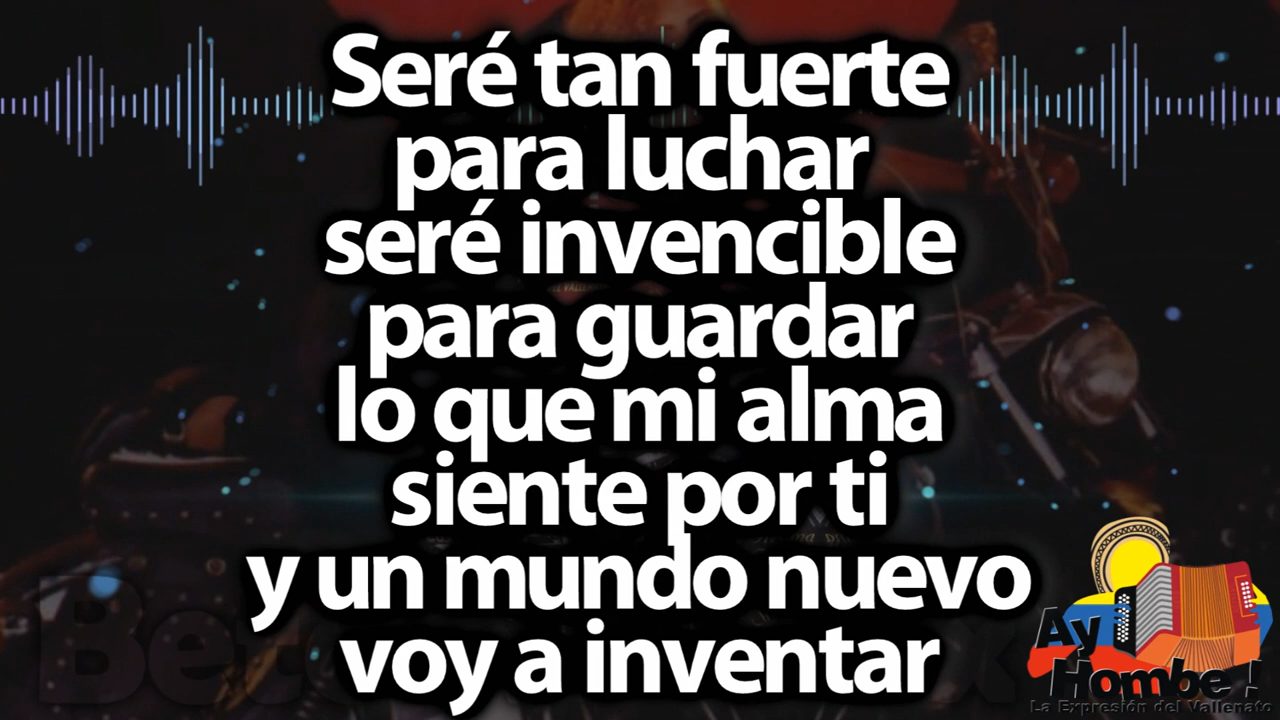 Seré tan fuerte
para luchar
seré invencible
para guardar
lo que mi alma
siente por ti
y un mundo nuevo
voy a inventar
Ay
Hombe !
La Expresión del Vallenato